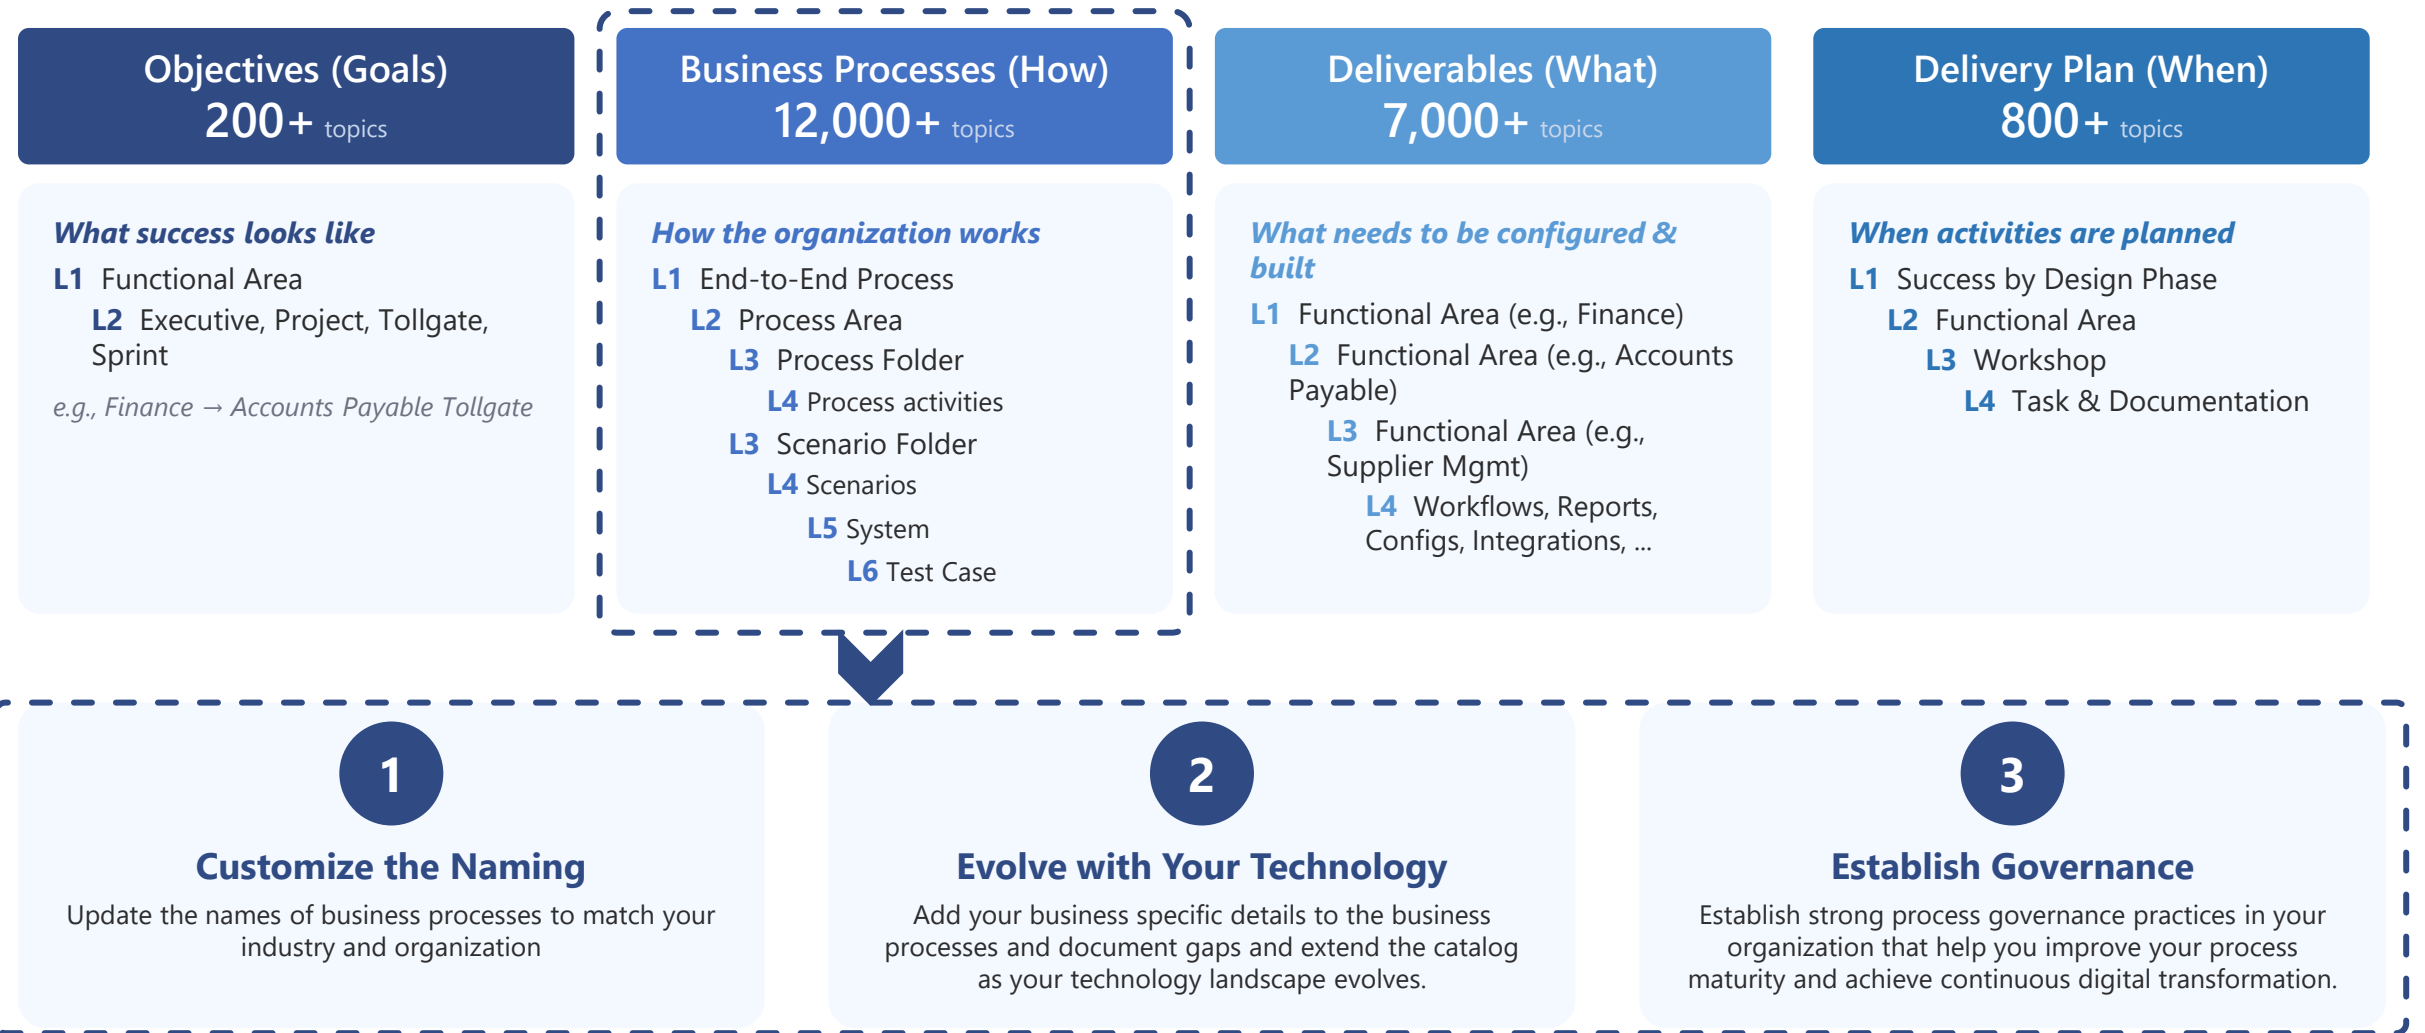 Objectives (Goals)
200+ topics
What success looks like
L1 Functional Area
L2 Executive, Project, Tollgate,
Sprint
e.g., Finance → Accounts Payable Tollgate
Business Processes (How)
12,000+ topics
How the organization works
L1 End-to-End Process
L2 Process Area
L3 Process Folder
L4 Process activities
L3 Scenario Folder
L4 Scenarios
L5 System
L6 Test Case
Deliverables (What)
7,000+ topics
What needs to be configured &
built
L1 Functional Area (e.g., Finance)
L2 Functional Area (e.g., Accounts
Payable)
L3 Functional Area (e.g.,
Supplier Mgmt)
L4 Workflows, Reports,
Configs, Integrations, ...
Delivery Plan (When)
800+ topics
When activities are planned
L1 Success by Design Phase
L2 Functional Area
L3 Workshop
L4 Task & Documentation
1
Customize the Naming
Update the names of business processes to match your
industry and organization
2
Evolve with Your Technology
Add your business specific details to the business
processes and document gaps and extend the catalog
as your technology landscape evolves.
3
Establish Governance
Establish strong process governance practices in your
organization that help you improve your process
maturity and achieve continuous digital transformation.